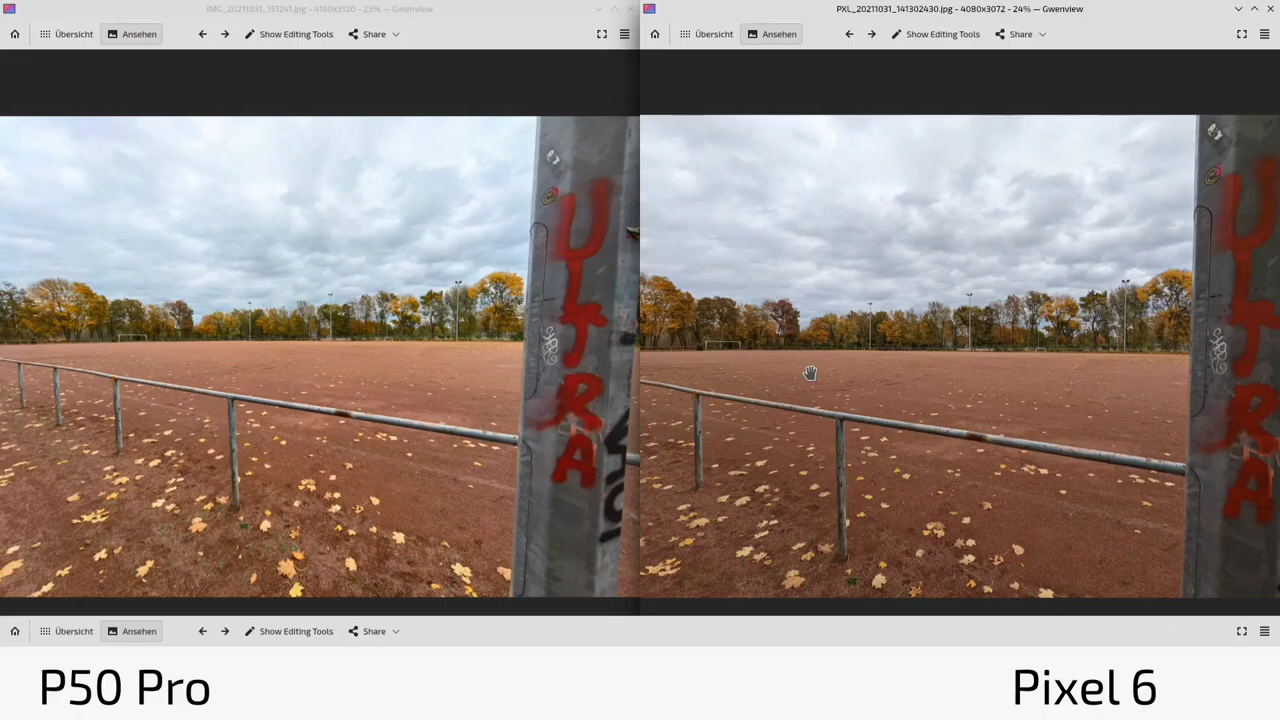 IMG_20211031_151241.jpg - 4160x3120 - 23% — Gwenview
PXL_20211031_141302430.jpg - 4080x3072 - 24% — Gwenview
Übersicht Ansehen Show Editing Tools Share
Übersicht Ansehen Show Editing Tools Share
ULTRA
ULTRA
Übersicht Ansehen Show Editing Tools Share
P50 Pro
Pixel 6